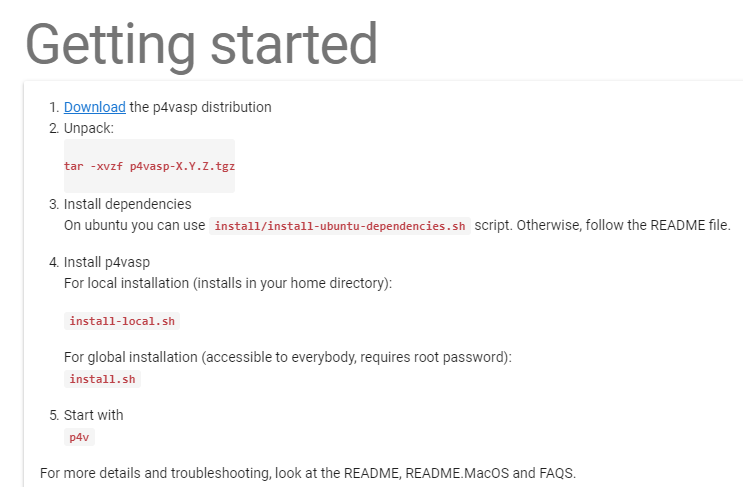 Getting started
1. Download the p4vasp distribution
2. Unpack:
tar -xvzf p4vasp-X.Y.Z.tgz
3. Install dependencies
On ubuntu you can use install/install-ubuntu-dependencies.sh script. Otherwise, follow the README file.
4. Install p4vasp
For local installation (installs in your home directory):
install-local.sh
For global installation (accessible to everybody, requires root password):
install.sh
5. Start with
p4v
For more details and troubleshooting, look at the README, README.MacOS and FAQS.